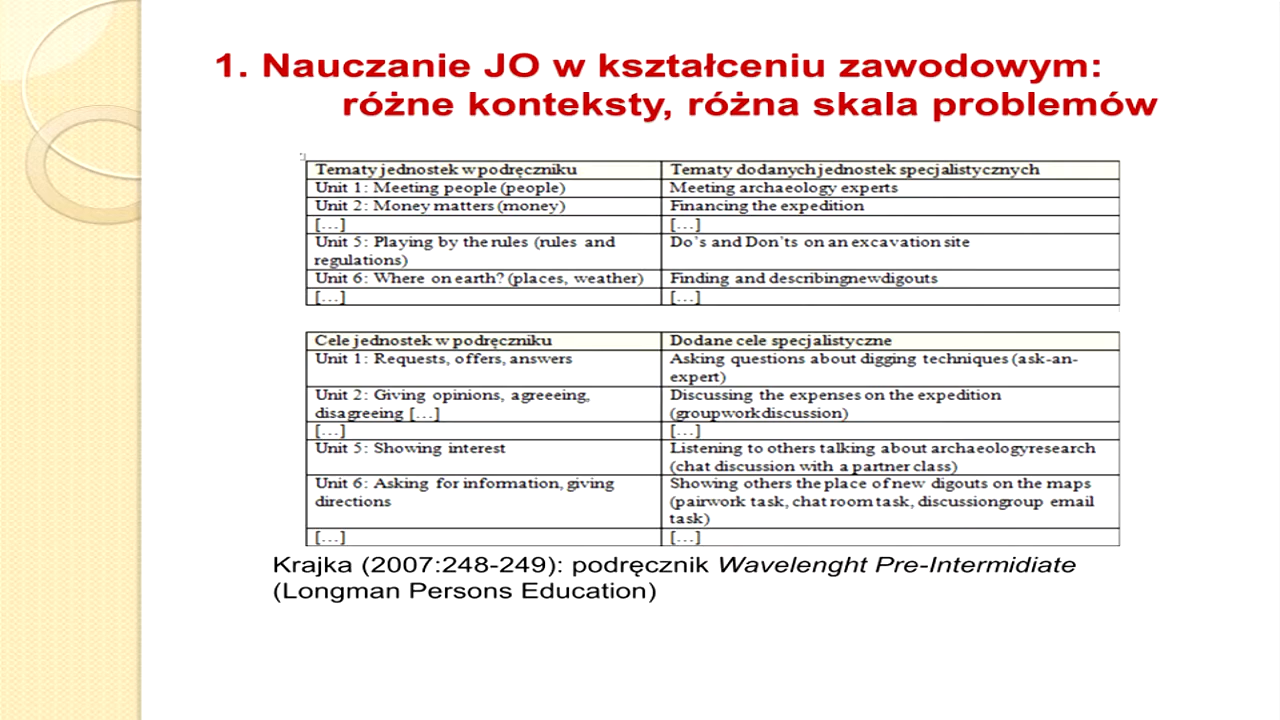 1. Nauczanie JO w kształceniu zawodowym:
różne konteksty, różna skala problemów
Tematy jednostek w podręczniku
Tematy dodanych jednostek specjalistycznych
Unit 1: Meeting people (people)
Meeting archaeology experts
Unit 2: Money matters (money)
Financing the expedition
[…]
[…]
Unit 5: Playing by the rules (rules and
regulations)
Do's and Don'ts on an excavation site
Unit 6: Where on earth? (places, weather)
Finding and describingnewdigouts
[…]
[…]
Cele jednostek w podręczniku
Dodane cele specjalistyczne
Unit 1: Requests, offers, answers
Asking questions about digging techniques (ask-an-
expert)
Unit 2: Giving opinions, agreeeing,
disagreeing […]
Discussing the expenses on the expedition
(groupworkdiscussion)
[…]
[…]
Unit 5: Showing interest
Listening to others talking about archaeologyresearch
(chat discussion with a partner class)
Unit 6: Asking for information, giving
directions
Showing others the place of new digouts on the maps
(pairwork task, chat room task, discussiongroup email
task)
[…]
[…]
Krajka (2007:248-249): podręcznik Wavelenght Pre-Intermidiate
(Longman Persons Education)